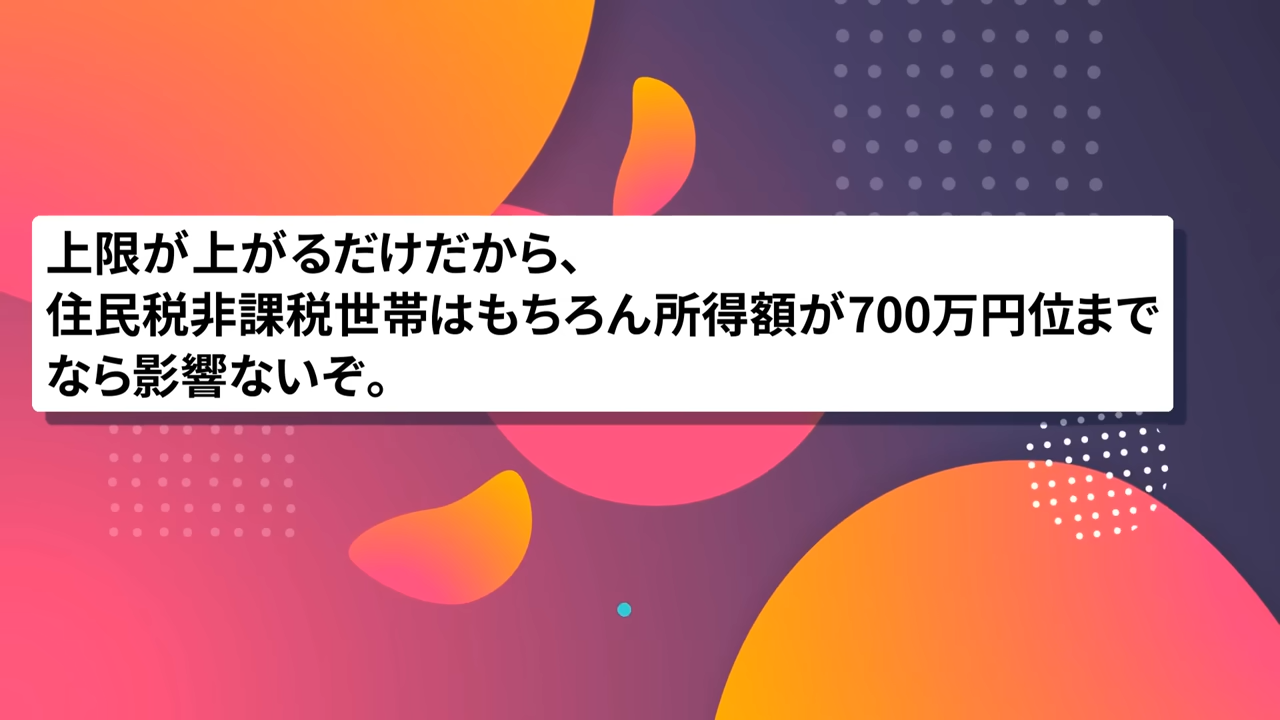 上限が上がるだけだから、
住民税非課税世帯はもちろん所得額が700万円位まで
なら影響ないぞ。